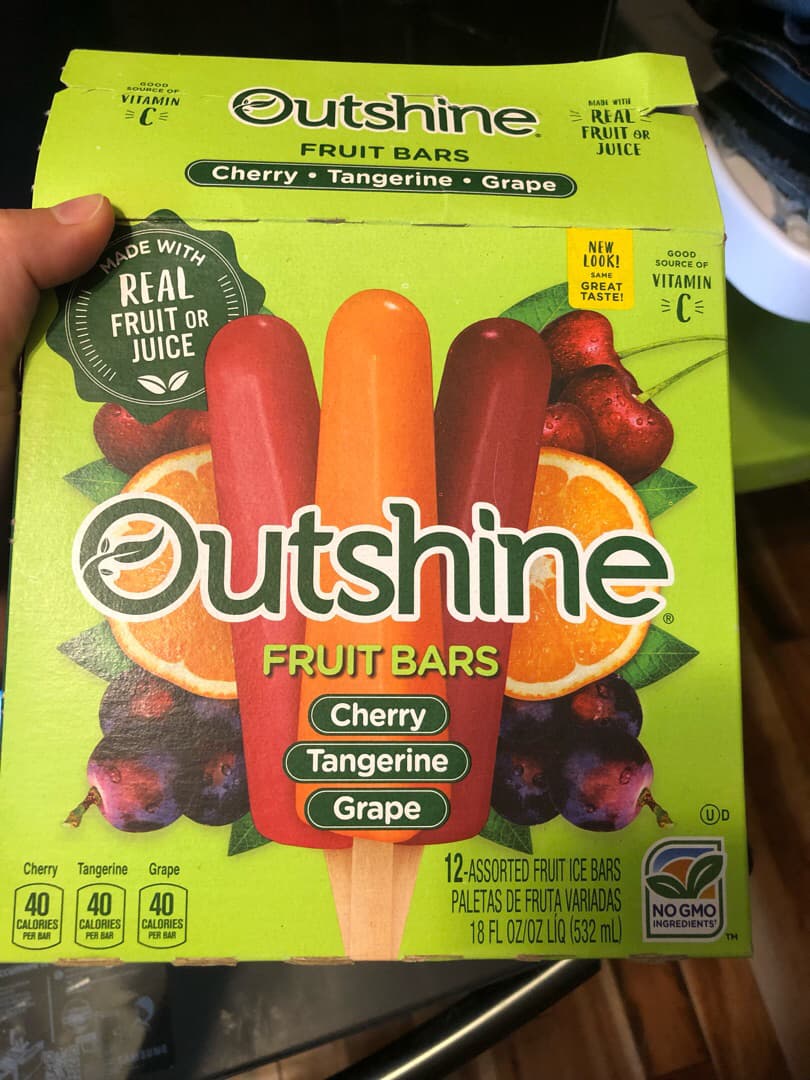 GOOD
SOURCE OF
VITAMIN
C
Outshine
FRUIT BARS
Cherry • Tangerine • Grape
MADE WITH
REAL
FRUIT OR
JUICE
MADE WITH
REAL
FRUIT OR
JUICE
NEW
LOOK!
SAME
GREAT
TASTE!
GOOD
SOURCE OF
VITAMIN
C
Outshine®
FRUIT BARS
Cherry
Tangerine
Grape
U D
Cherry Tangerine Grape
40 40 40
CALORIES CALORIES CALORIES
PER BAR PER BAR PER BAR
12-ASSORTED FRUIT ICE BARS
PALETAS DE FRUTA VARIADAS
18 FL OZ/OZ LÍQ (532 mL)
NO GMO
INGREDIENTS†
TM
SAMSUNG